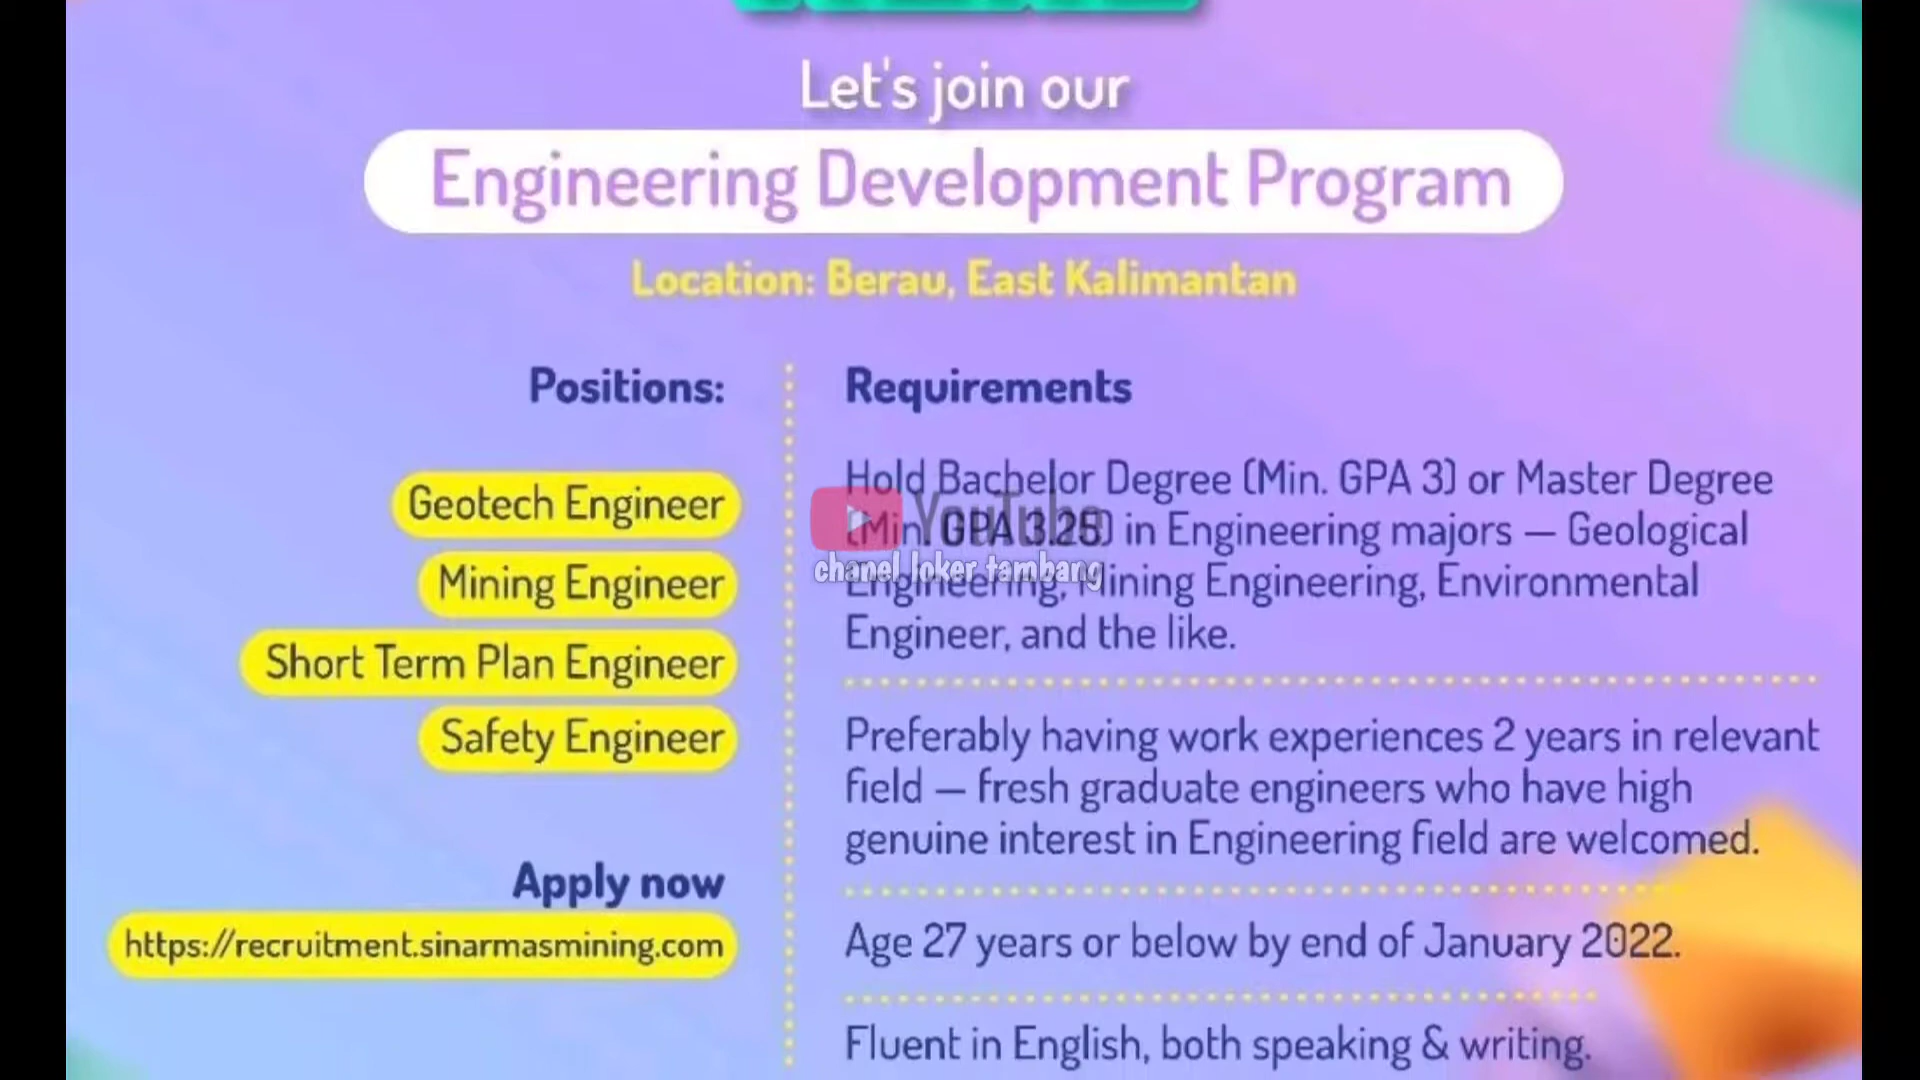 Let's join our
Engineering Development Program
Location: Berau, East Kalimantan
Positions:
Geotech Engineer
Mining Engineer
Short Term Plan Engineer
Safety Engineer
Apply now
https://recruitment.sinarmasmining.com
Requirements
Hold Bachelor Degree (Min. GPA 3) or Master Degree
(Min. GPA 3.25) in Engineering majors — Geological
Engineering, Mining Engineering, Environmental
Engineer, and the like.
Preferably having work experiences 2 years in relevant
field — fresh graduate engineers who have high
genuine interest in Engineering field are welcomed.
Age 27 years or below by end of January 2022.
Fluent in English, both speaking & writing.
YouTube
chanel loker tambang